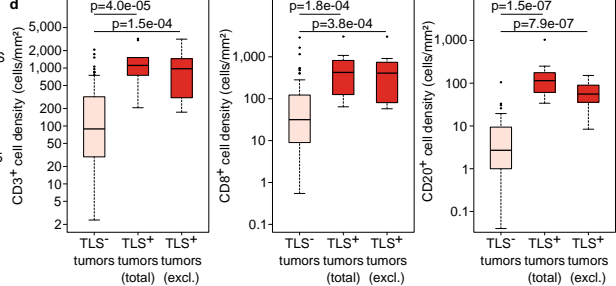 d
p=4.0e-05
p=1.5e-04
5,000
2,000
1,000
500
200
100
50
20
10
5
2
CD3⁺ cell density (cells/mm²)
TLS⁻ tumors
TLS⁺ tumors (total)
TLS⁺ tumors (excl.)
p=1.8e-04
p=3.8e-04
1,000
100
10
1
0.1
CD8⁺ cell density (cells/mm²)
TLS⁻ tumors
TLS⁺ tumors (total)
TLS⁺ tumors (excl.)
p=1.5e-07
p=7.9e-07
100
10
1
0.1
CD20⁺ cell density (cells/mm²)
TLS⁻ tumors
TLS⁺ tumors (total)
TLS⁺ tumors (excl.)